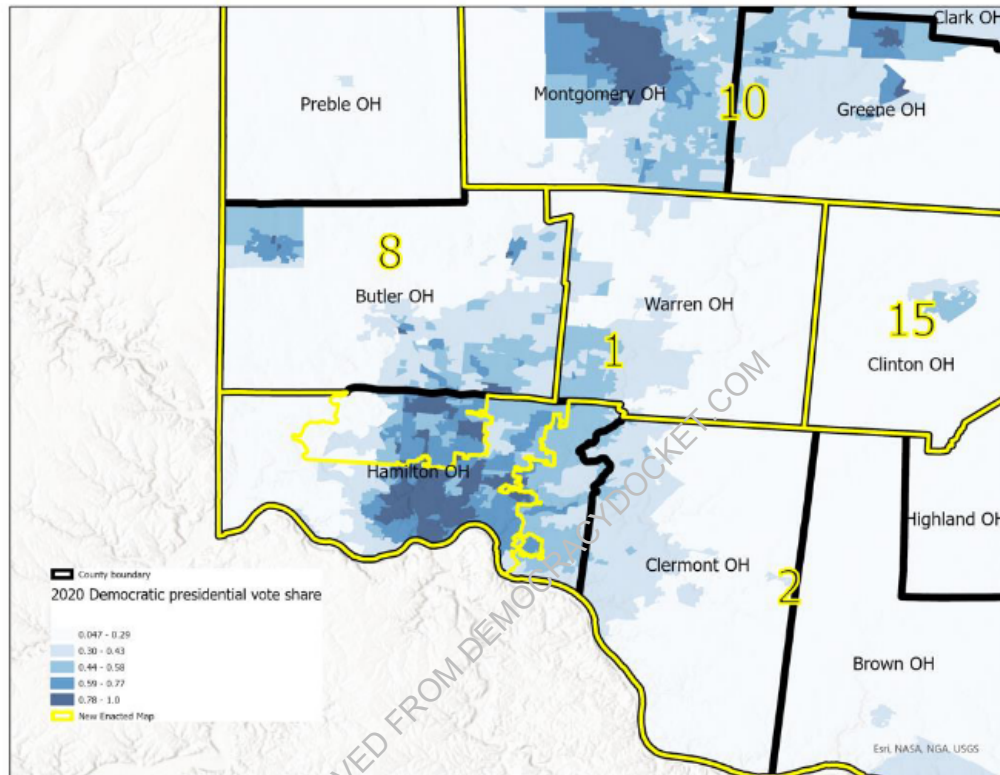 Clark OH
Preble OH
Montgomery OH
10
Greene OH
8
Butler OH
Warren OH
1
15
Clinton OH
Hamilton OH
Highland OH
Clermont OH
2
Brown OH
County boundary
2020 Democratic presidential vote share
0.047 - 0.29
0.30 - 0.43
0.44 - 0.58
0.59 - 0.77
0.78 - 1.0
New Enacted Map
Esri, NASA, NGA, USGS
VED FROM DEMOCRACYDOCKET.COM